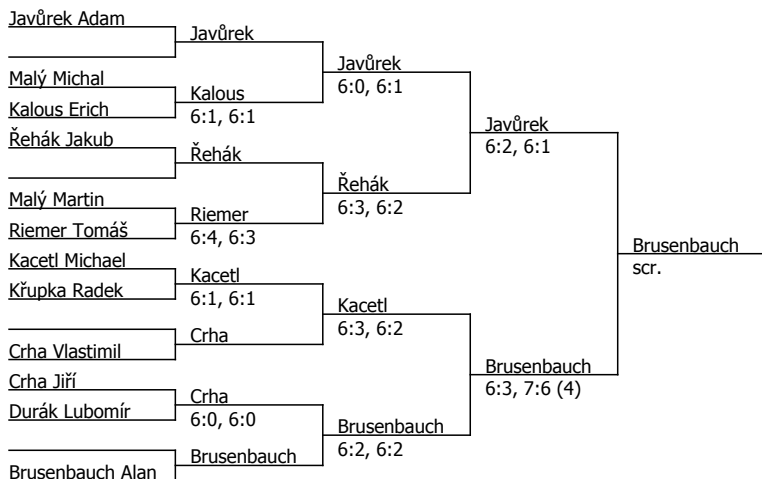 Javůrek Adam
Malý Michal
Kalous Erich
Řehák Jakub
Malý Martin
Riemer Tomáš
Kacetl Michael
Křupka Radek
Crha Vlastimil
Crha Jiří
Durák Lubomír
Brusenbauch Alan
Javůrek
Kalous
6:1, 6:1
Řehák
Riemer
6:4, 6:3
Kacetl
6:1, 6:1
Crha
Crha
6:0, 6:0
Brusenbauch
Javůrek
6:0, 6:1
Řehák
6:3, 6:2
Kacetl
6:3, 6:2
Brusenbauch
6:2, 6:2
Javůrek
6:2, 6:1
Brusenbauch
6:3, 7:6 (4)
Brusenbauch
scr.